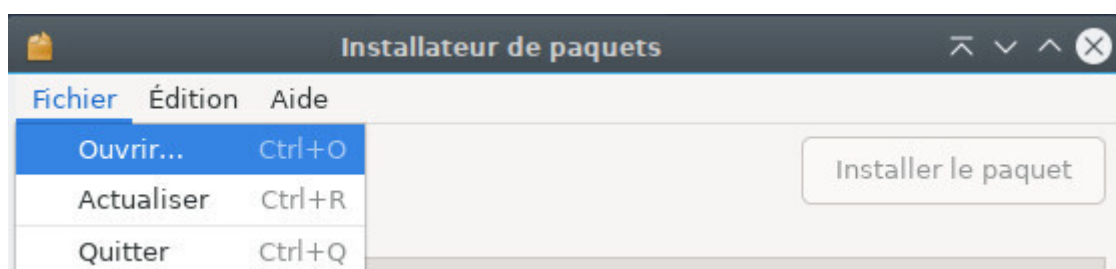 Installateur de paquets
Fichier Édition Aide
Ouvrir... Ctrl+O
Installer le paquet
Actualiser Ctrl+R
Quitter Ctrl+Q